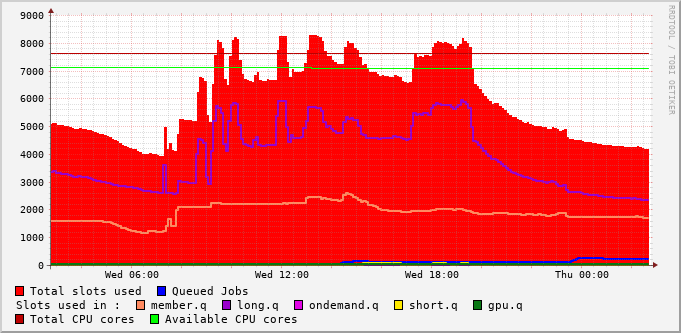 9000
8000
7000
6000
5000
4000
3000
2000
1000
0
Wed 06:00 Wed 12:00 Wed 18:00 Thu 00:00
RRDTOOL / TOBI OETIKER
Total slots used Queued Jobs
Slots used in : member.q long.q ondemand.q short.q gpu.q
Total CPU cores Available CPU cores